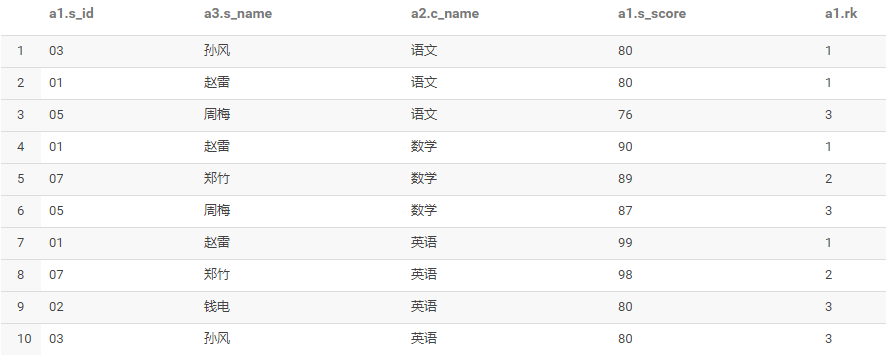 a1.s_id a3.s_name a2.c_name a1.s_score a1.rk
1 03 孙风 语文 80 1
2 01 赵雷 语文 80 1
3 05 周梅 语文 76 3
4 01 赵雷 数学 90 1
5 07 郑竹 数学 89 2
6 05 周梅 数学 87 3
7 01 赵雷 英语 99 1
8 07 郑竹 英语 98 2
9 02 钱电 英语 80 3
10 03 孙风 英语 80 3